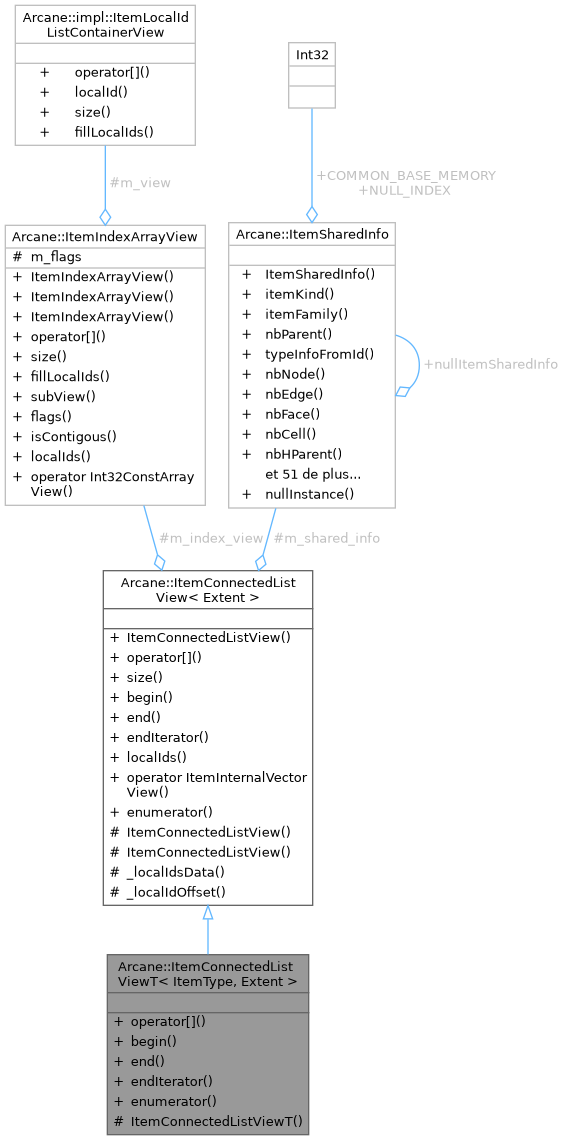 Arcane::impl::ItemLocalId
ListContainerView
+ operator[]()
+ localId()
+ size()
+ fillLocalIds()
Int32
#m_view
+COMMON_BASE_MEMORY
+NULL_INDEX
Arcane::ItemIndexArrayView
# m_flags
+ ItemIndexArrayView()
+ ItemIndexArrayView()
+ ItemIndexArrayView()
+ operator[]()
+ size()
+ fillLocalIds()
+ subView()
+ flags()
+ isContigous()
+ localIds()
+ operator Int32ConstArray
View()
Arcane::ItemSharedInfo
+ ItemSharedInfo()
+ itemKind()
+ itemFamily()
+ nbParent()
+ typeInfoFromId()
+ nbNode()
+ nbEdge()
+ nbFace()
+ nbCell()
+ nbHParent()
et 51 de plus...
+ nullInstance()
+nullItemSharedInfo
#m_index_view
#m_shared_info
Arcane::ItemConnectedList
View< Extent >
+ ItemConnectedListView()
+ operator[]()
+ size()
+ begin()
+ end()
+ endIterator()
+ localIds()
+ operator ItemInternalVector
View()
+ enumerator()
# ItemConnectedListView()
# ItemConnectedListView()
# _localIdsData()
# _localIdOffset()
Arcane::ItemConnectedList
ViewT< ItemType, Extent >
+ operator[]()
+ begin()
+ end()
+ endIterator()
+ enumerator()
# ItemConnectedListViewT()